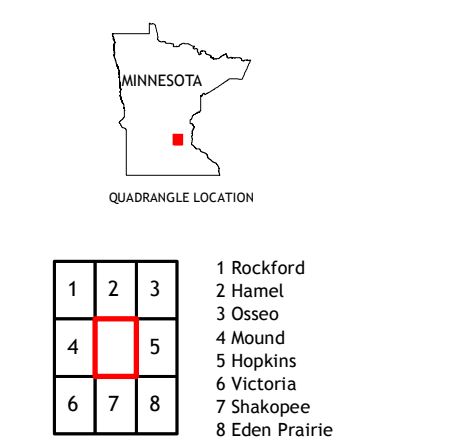 MINNESOTA
QUADRANGLE LOCATION
1 2 3
4 5
6 7 8
1 Rockford
2 Hamel
3 Osseo
4 Mound
5 Hopkins
6 Victoria
7 Shakopee
8 Eden Prairie